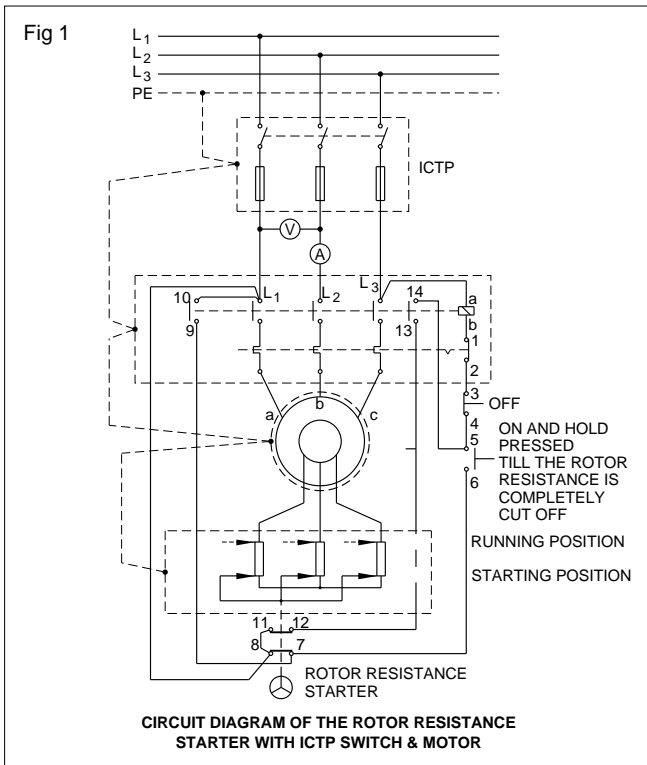 Fig 1
L1
L2
L3
PE
ICTP
V
A
10 L1 L2 L3 14 a
9 13 b
1
2
3
OFF
4
5
6
ON AND HOLD
PRESSED
TILL THE ROTOR
RESISTANCE IS
COMPLETELY
CUT OFF
a b c
RUNNING POSITION
STARTING POSITION
11 12
8 7
ROTOR RESISTANCE
STARTER
CIRCUIT DIAGRAM OF THE ROTOR RESISTANCE
STARTER WITH ICTP SWITCH & MOTOR